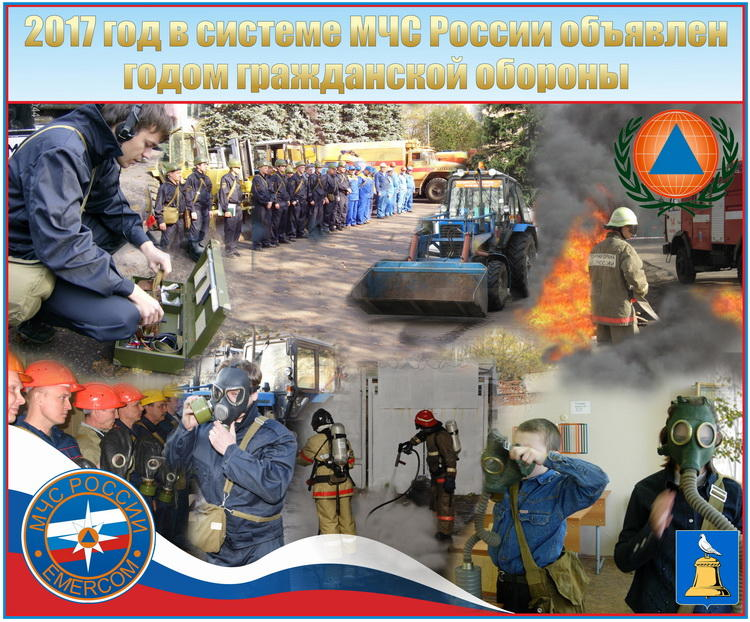 2017 год в системе МЧС России объявлен
годом гражданской обороны
МЧС РОССИИ
EMERCOM